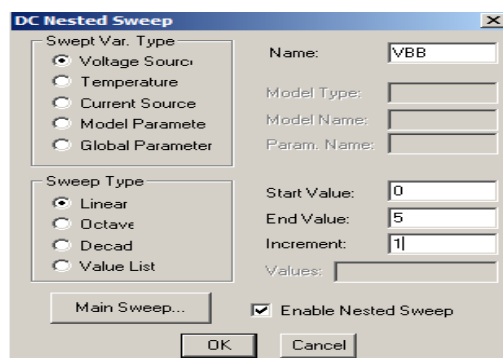 DC Nested Sweep
Swept Var. Type
Voltage Sourc
Temperature
Current Source
Model Paramete
Global Parameter
Name: VBB
Model Type:
Model Name:
Param. Name:
Sweep Type
Linear
Octave
Decad
Value List
Start Value: 0
End Value: 5
Increment: 1
Values:
Main Sweep...
Enable Nested Sweep
OK
Cancel